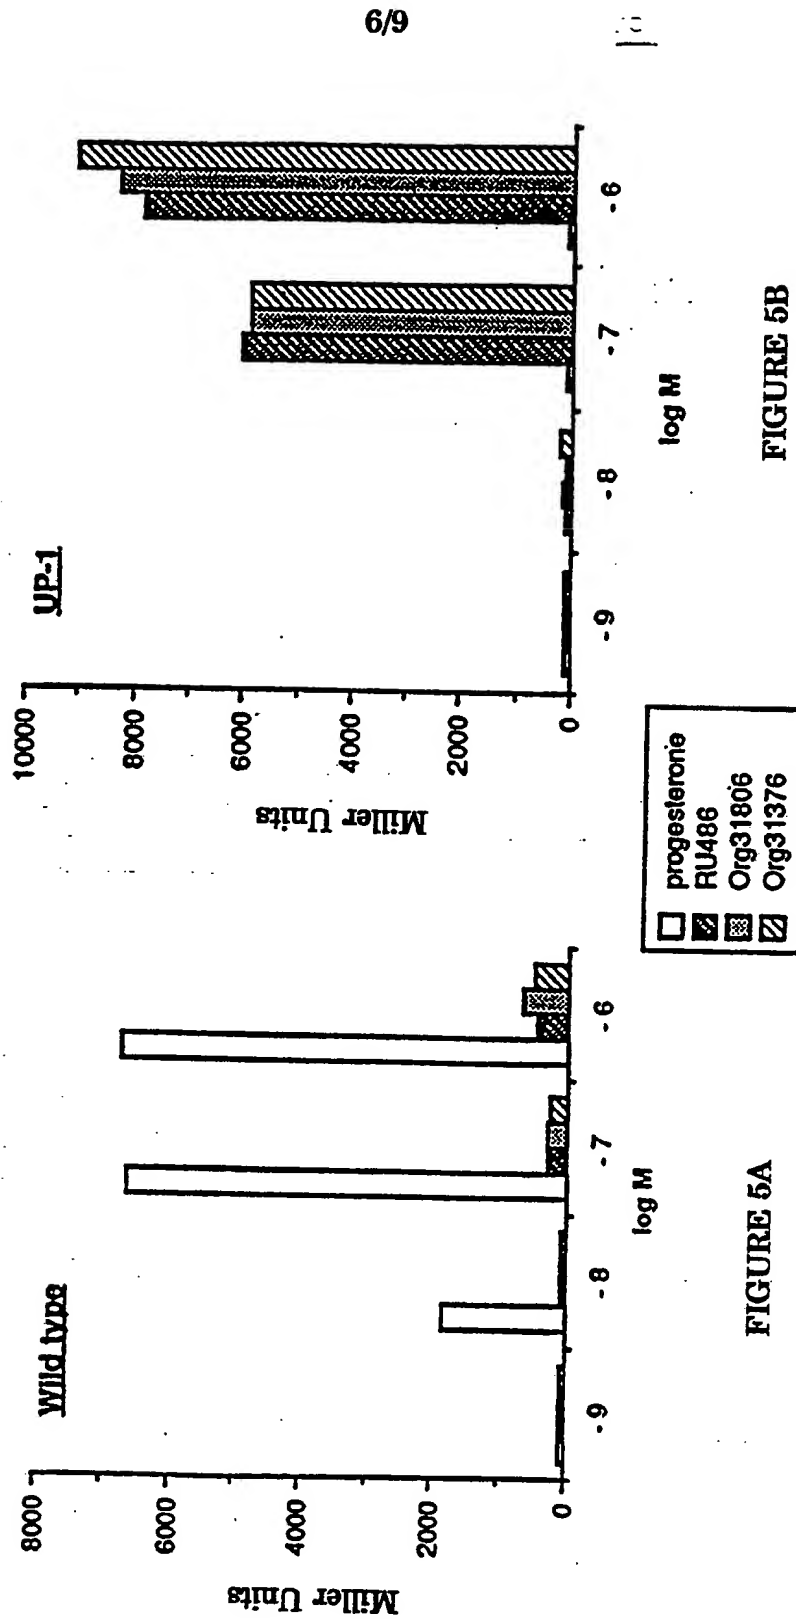 6/9
Wild type
Miller Units
8000
6000
4000
2000
0
-9
-8
-7
-6
log M
FIGURE 5A
progesterone
RU486
Org31806
Org31376
UP-1
Miller Units
10000
8000
6000
4000
2000
0
-9
-8
-7
-6
log M
FIGURE 5B